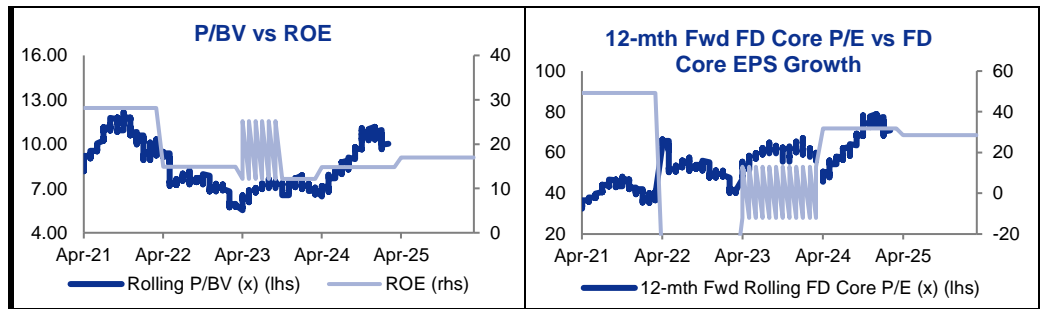 P/BV vs ROE
16.00
13.00
10.00
7.00
4.00
40
30
20
10
0
Apr-21 Apr-22 Apr-23 Apr-24 Apr-25
Rolling P/BV (x) (lhs) ROE (rhs)
12-mth Fwd FD Core P/E vs FD
Core EPS Growth
100
80
60
40
20
60
40
20
0
-20
Apr-21 Apr-22 Apr-23 Apr-24 Apr-25
12-mth Fwd Rolling FD Core P/E (x) (lhs)